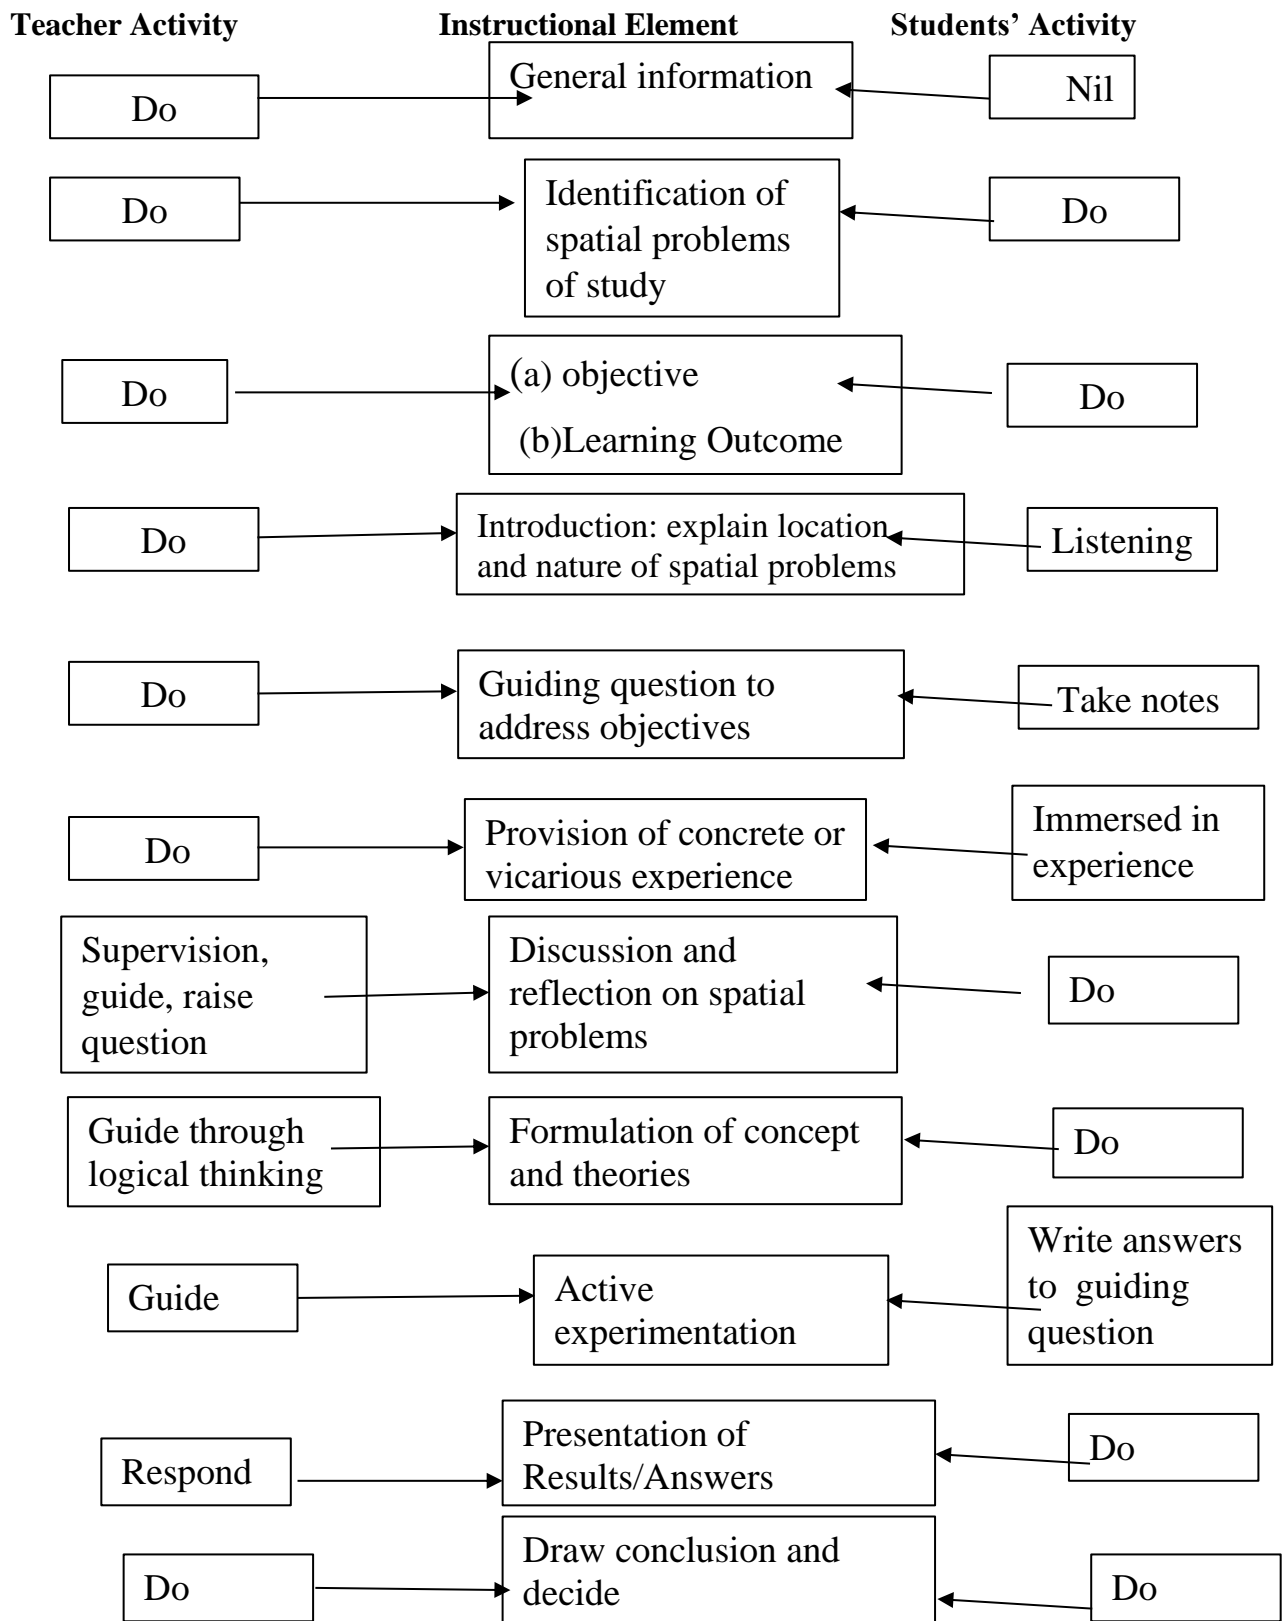 Teacher Activity Instructional Element Students' Activity
Do
General information
Nil
Do
Identification of
spatial problems
of study
Do
Do
(a) objective
(b)Learning Outcome
Do
Do
Introduction: explain location
and nature of spatial problems
Listening
Do
Guiding question to
address objectives
Take notes
Do
Provision of concrete or
vicarious experience
Immersed in
experience
Supervision,
guide, raise
question
Discussion and
reflection on spatial
problems
Do
Guide through
logical thinking
Formulation of concept
and theories
Do
Guide
Active
experimentation
Write answers
to guiding
question
Respond
Presentation of
Results/Answers
Do
Do
Draw conclusion and
decide
Do